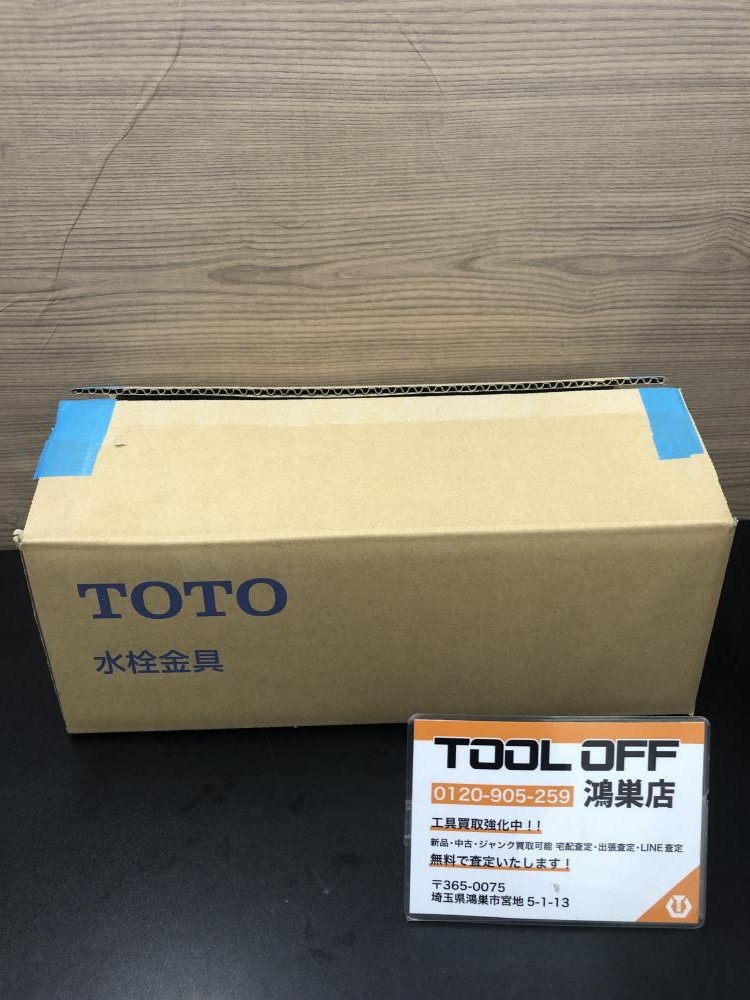 TOTO
水栓金具
TOOL OFF
0120-905-259 鴻巣店
工具買取強化中！！
新品・中古・ジャンク買取可能 宅配査定・出張査定・LINE査定
無料で査定いたします！
〒365-0075
埼玉県鴻巣市宮地 5-1-13